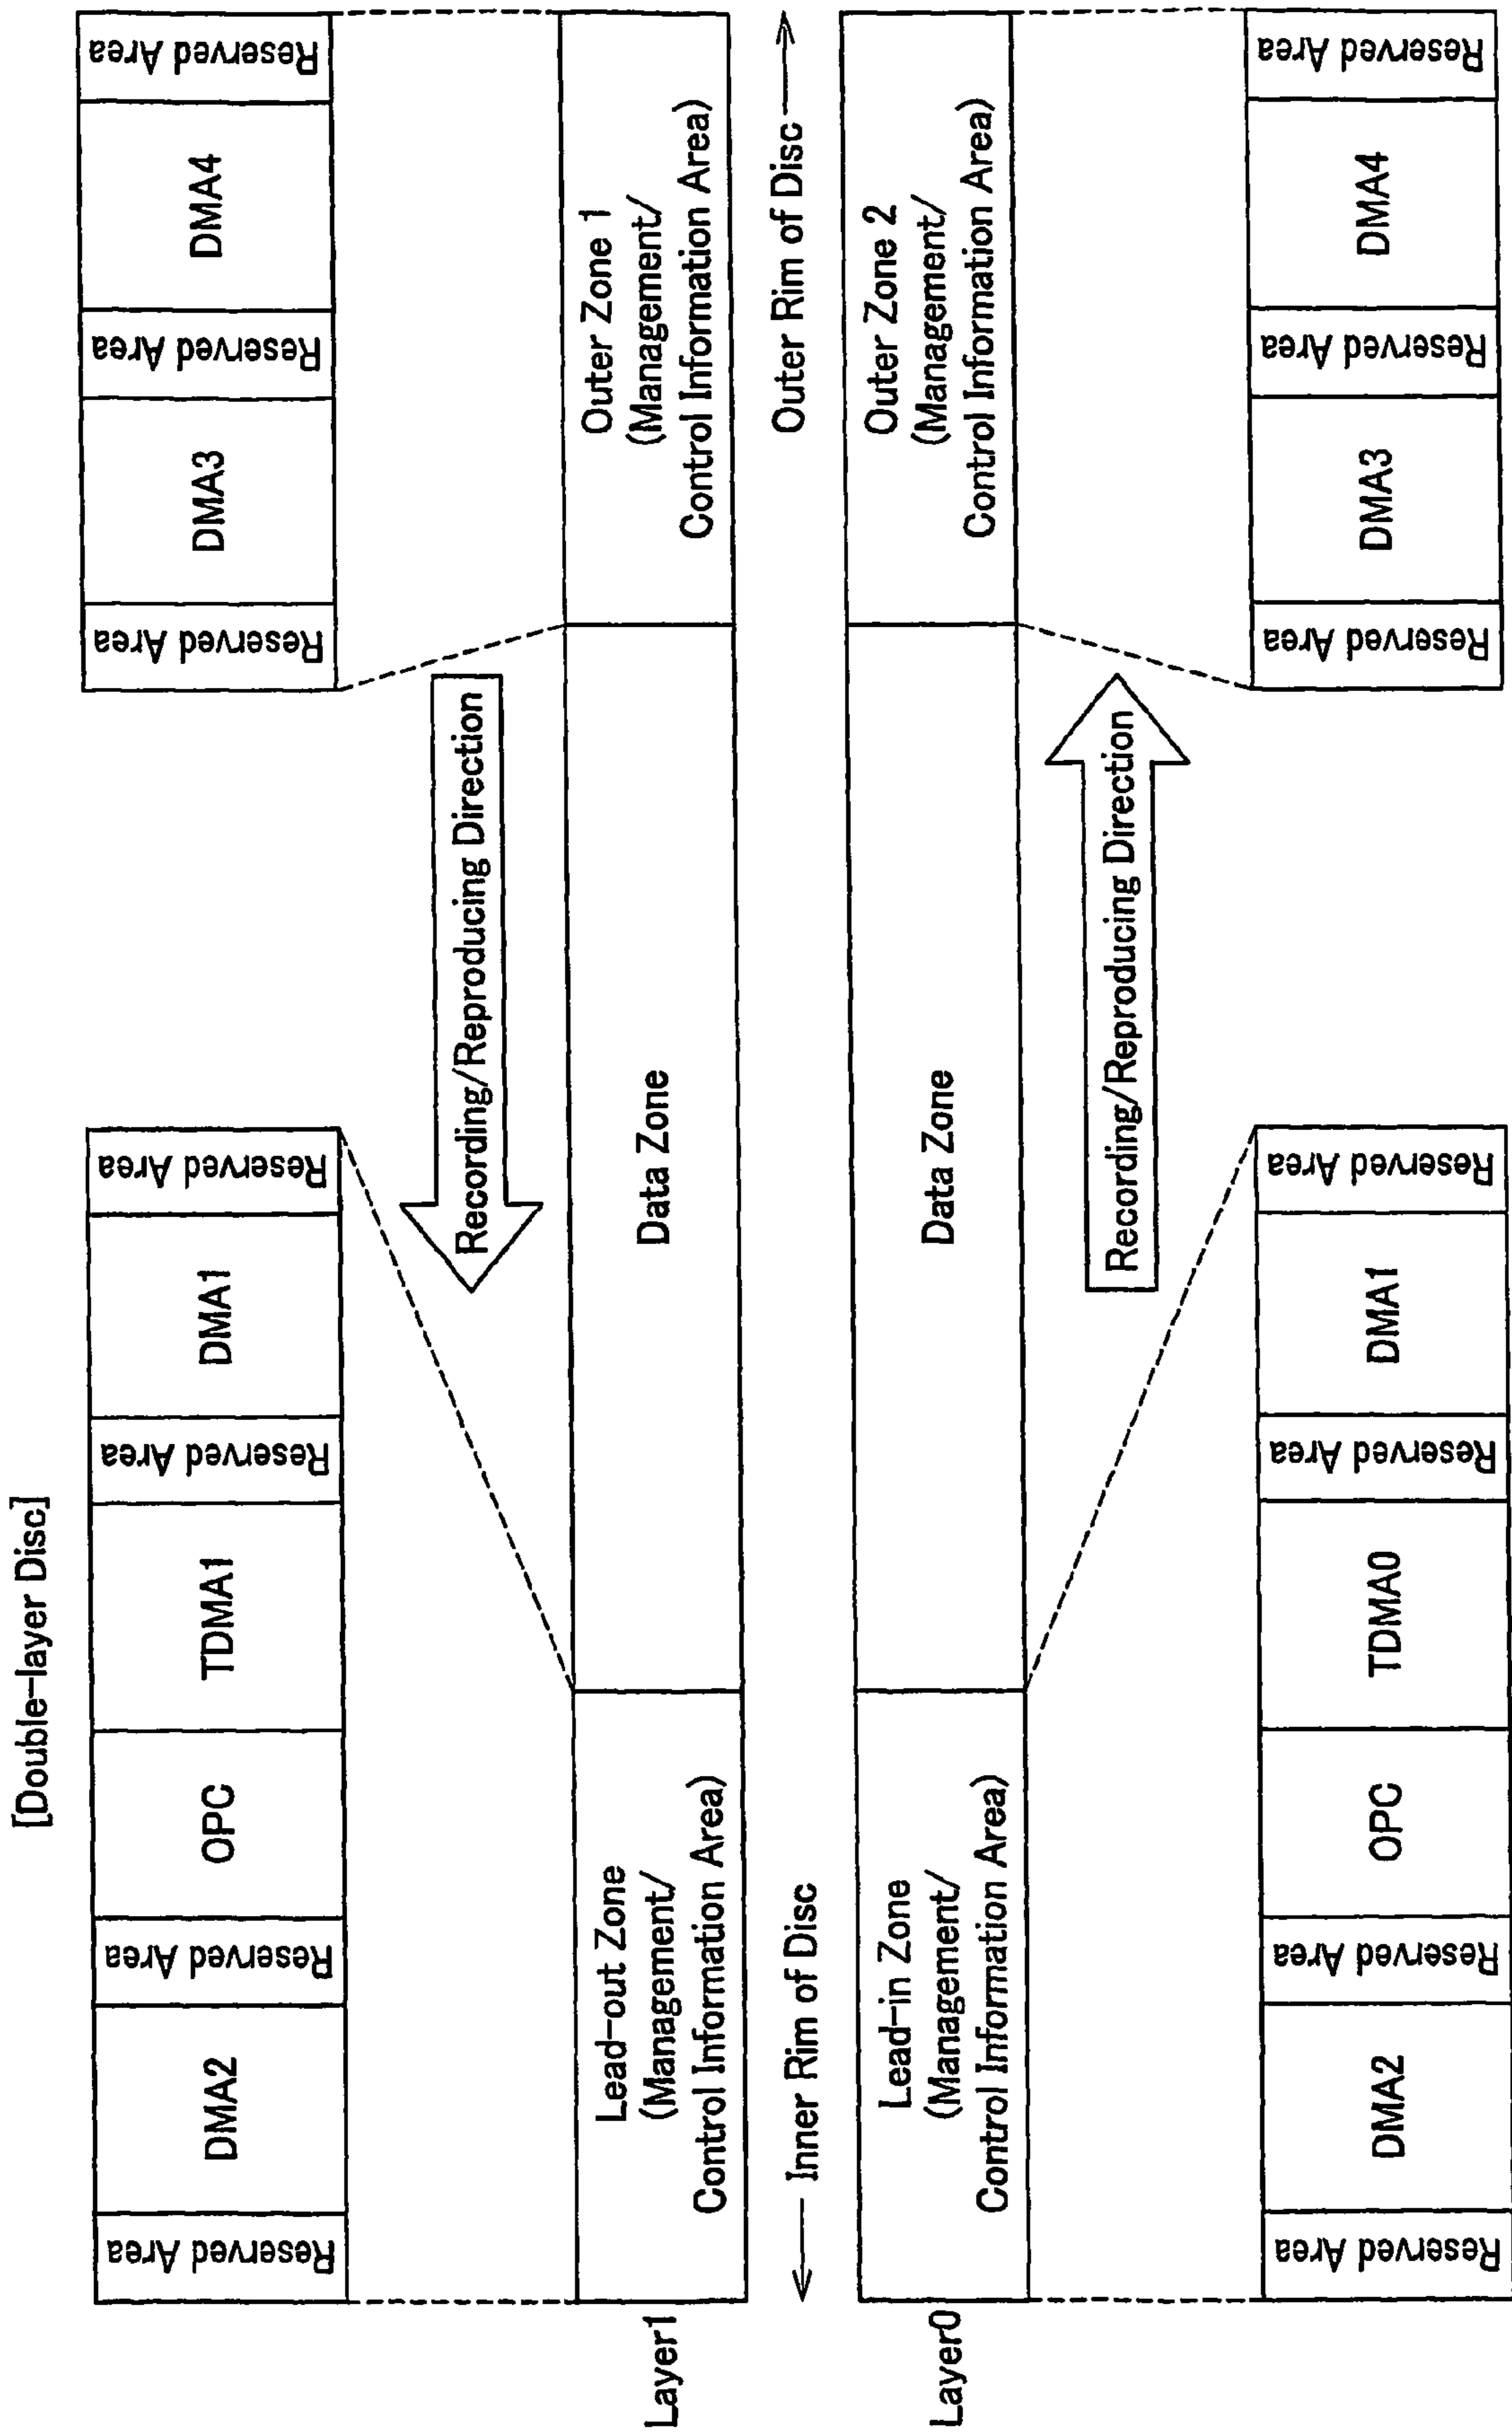 [Double-layer Disc]
Reserved Area
DMA2
Reserved Area
OPC
TDMA1
Reserved Area
DMA1
Reserved Area
Reserved Area
DMA3
Reserved Area
DMA4
Reserved Area
Recording/Reproducing Direction
Layer1
Lead-out Zone
(Management/
Control Information Area)
Data Zone
Outer Zone 1
(Management/
Control Information Area)
Inner Rim of Disc
Outer Rim of Disc
Layer0
Lead-in Zone
(Management/
Control Information Area)
Data Zone
Outer Zone 2
(Management/
Control Information Area)
Recording/Reproducing Direction
Reserved Area
DMA2
Reserved Area
OPC
TDMA0
Reserved Area
DMA1
Reserved Area
Reserved Area
DMA3
Reserved Area
DMA4
Reserved Area